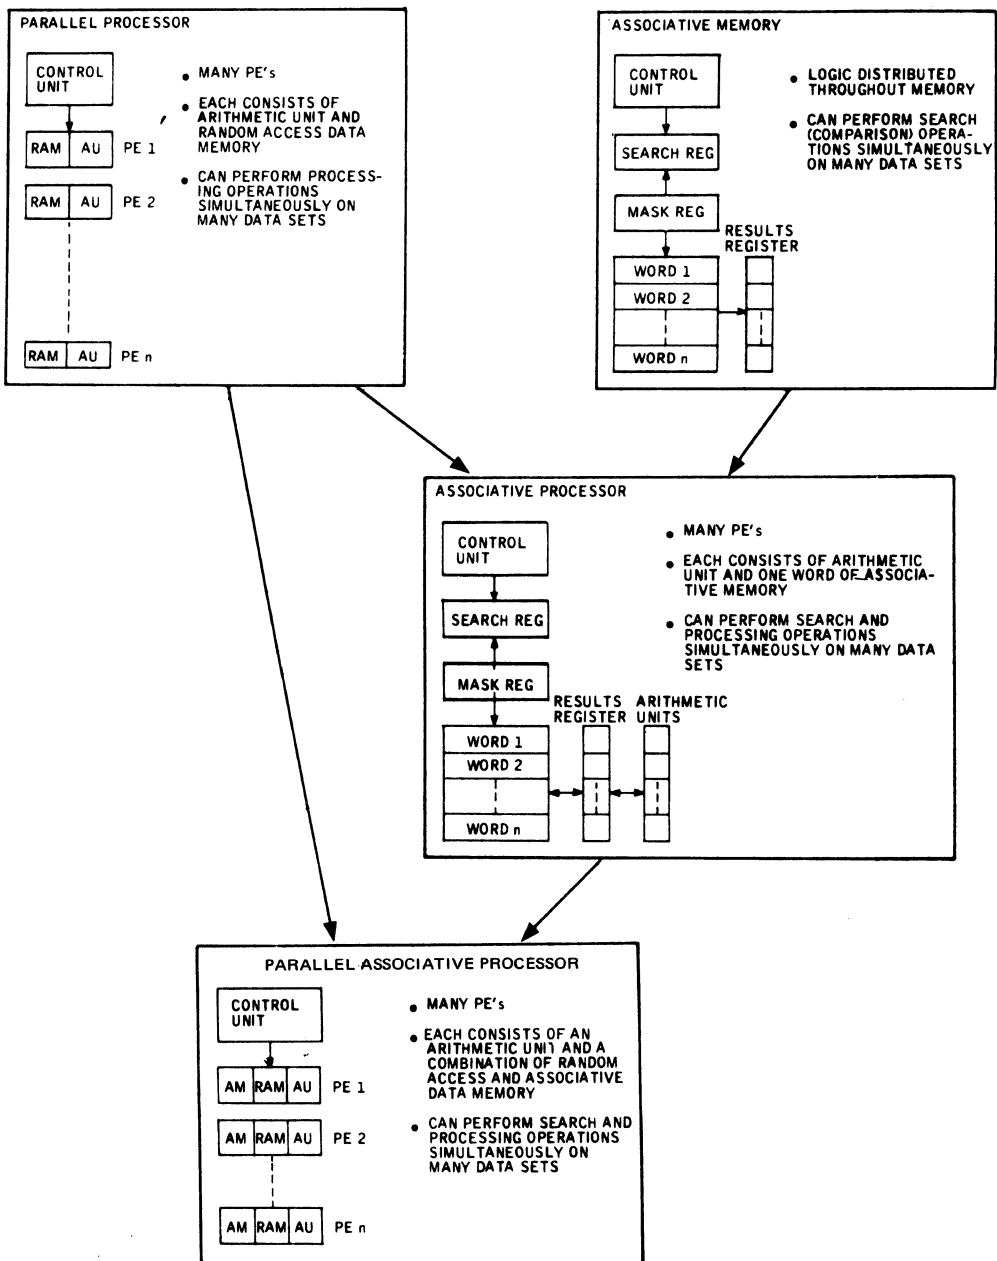 PARALLEL PROCESSOR
CONTROL
UNIT
RAM AU PE 1
RAM AU PE 2
RAM AU PE n
• MANY PE's
• EACH CONSISTS OF
ARITHMETIC UNIT AND
RANDOM ACCESS DATA
MEMORY
• CAN PERFORM PROCESS-
ING OPERATIONS
SIMULTANEOUSLY ON
MANY DATA SETS
ASSOCIATIVE MEMORY
CONTROL
UNIT
SEARCH REG
MASK REG
RESULTS
REGISTER
WORD 1
WORD 2
WORD n
• LOGIC DISTRIBUTED
THROUGHOUT MEMORY
• CAN PERFORM SEARCH
(COMPARISON) OPERA-
TIONS SIMULTANEOUSLY
ON MANY DATA SETS
ASSOCIATIVE PROCESSOR
CONTROL
UNIT
SEARCH REG
MASK REG
RESULTS
REGISTER
ARITHMETIC
UNITS
WORD 1
WORD 2
WORD n
• MANY PE's
• EACH CONSISTS OF ARITHMETIC
UNIT AND ONE WORD OF ASSOCIA-
TIVE MEMORY
• CAN PERFORM SEARCH AND
PROCESSING OPERATIONS
SIMULTANEOUSLY ON MANY DATA
SETS
PARALLEL ASSOCIATIVE PROCESSOR
CONTROL
UNIT
AM RAM AU PE 1
AM RAM AU PE 2
AM RAM AU PE n
• MANY PE's
• EACH CONSISTS OF AN
ARITHMETIC UNIT AND A
COMBINATION OF RANDOM
ACCESS AND ASSOCIATIVE
DATA MEMORY
• CAN PERFORM SEARCH AND
PROCESSING OPERATIONS
SIMULTANEOUSLY ON
MANY DATA SETS